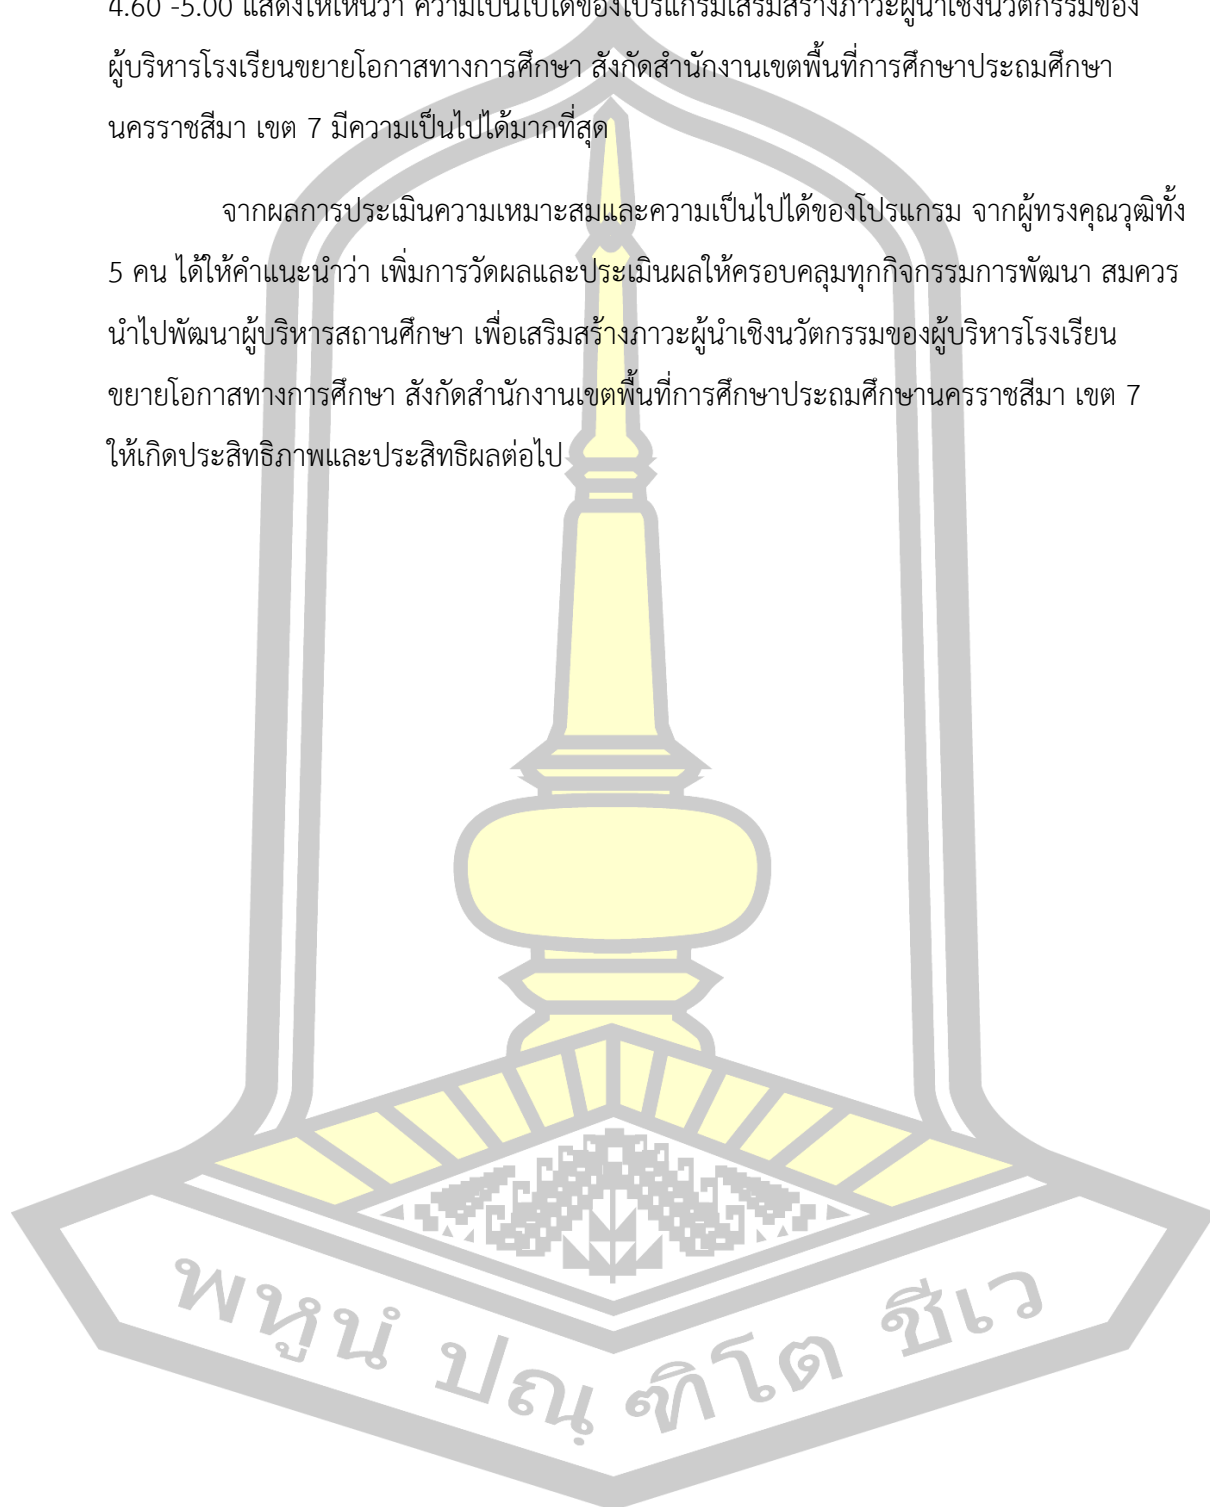 4.60 -5.00 แสดงให้เห็นว่า ความเป็นไปได้ของโปรแกรมเสริมสร้างภาวะผู้นำเชิงนวัตกรรมของ
ผู้บริหารโรงเรียนขยายโอกาสทางการศึกษา สังกัดสำนักงานเขตพื้นที่การศึกษาประถมศึกษา
นครราชสีมา เขต 7 มีความเป็นไปได้มากที่สุด
จากผลการประเมินความเหมาะสมและความเป็นไปได้ของโปรแกรม จากผู้ทรงคุณวุฒิทั้ง
5 คน ได้ให้คำแนะนำว่า เพิ่มการวัดผลและประเมินผลให้ครอบคลุมทุกกิจกรรมการพัฒนา สมควร
นำไปพัฒนาผู้บริหารสถานศึกษา เพื่อเสริมสร้างภาวะผู้นำเชิงนวัตกรรมของผู้บริหารโรงเรียน
ขยายโอกาสทางการศึกษา สังกัดสำนักงานเขตพื้นที่การศึกษาประถมศึกษานครราชสีมา เขต 7
ให้เกิดประสิทธิภาพและประสิทธิผลต่อไป
พหูนํ ปณฺฑิโต ชีเว